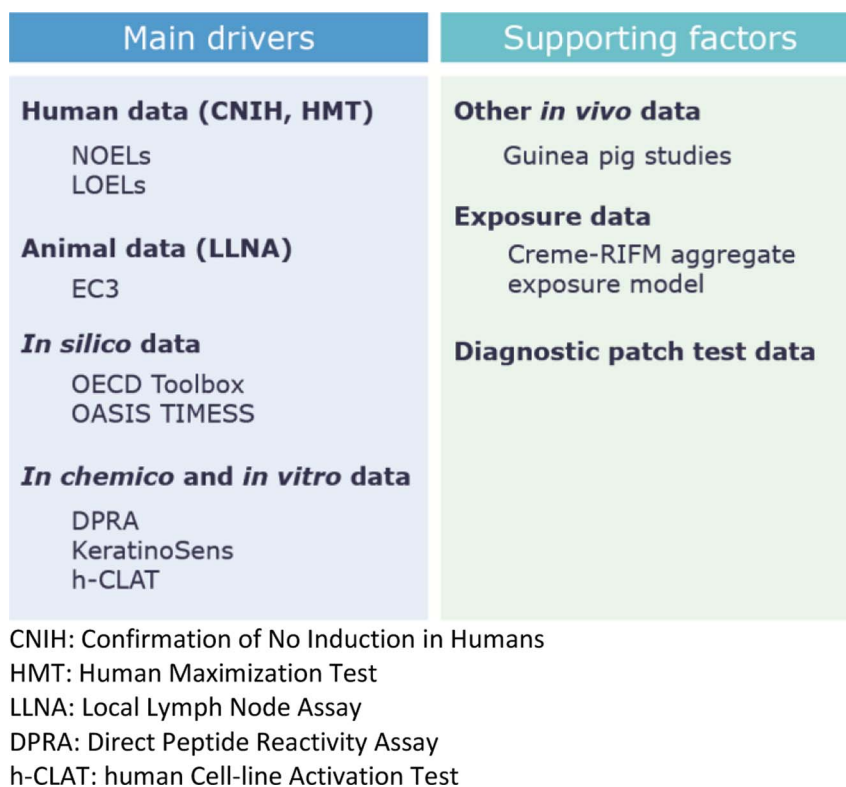 Main drivers
Human data (CNIH, HMT)
NOELs
LOELs
Animal data (LLNA)
EC3
In silico data
OECD Toolbox
OASIS TIMESS
In chemico and in vitro data
DPRA
KeratinoSens
h-CLAT
Supporting factors
Other in vivo data
Guinea pig studies
Exposure data
Creme-RIFM aggregate
exposure model
Diagnostic patch test data
CNIH: Confirmation of No Induction in Humans
HMT: Human Maximization Test
LLNA: Local Lymph Node Assay
DPRA: Direct Peptide Reactivity Assay
h-CLAT: human Cell-line Activation Test